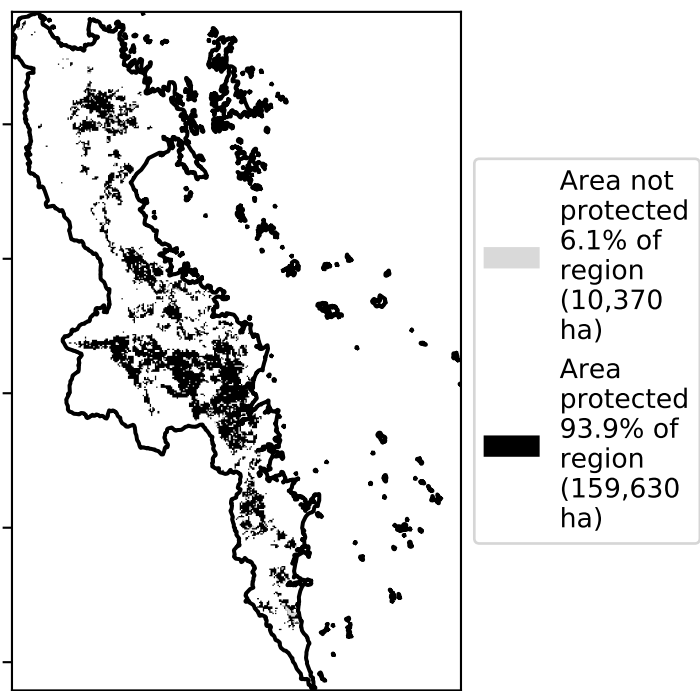 Area not
protected
6.1% of
region
(10,370
ha)
Area
protected
93.9% of
region
(159,630
ha)